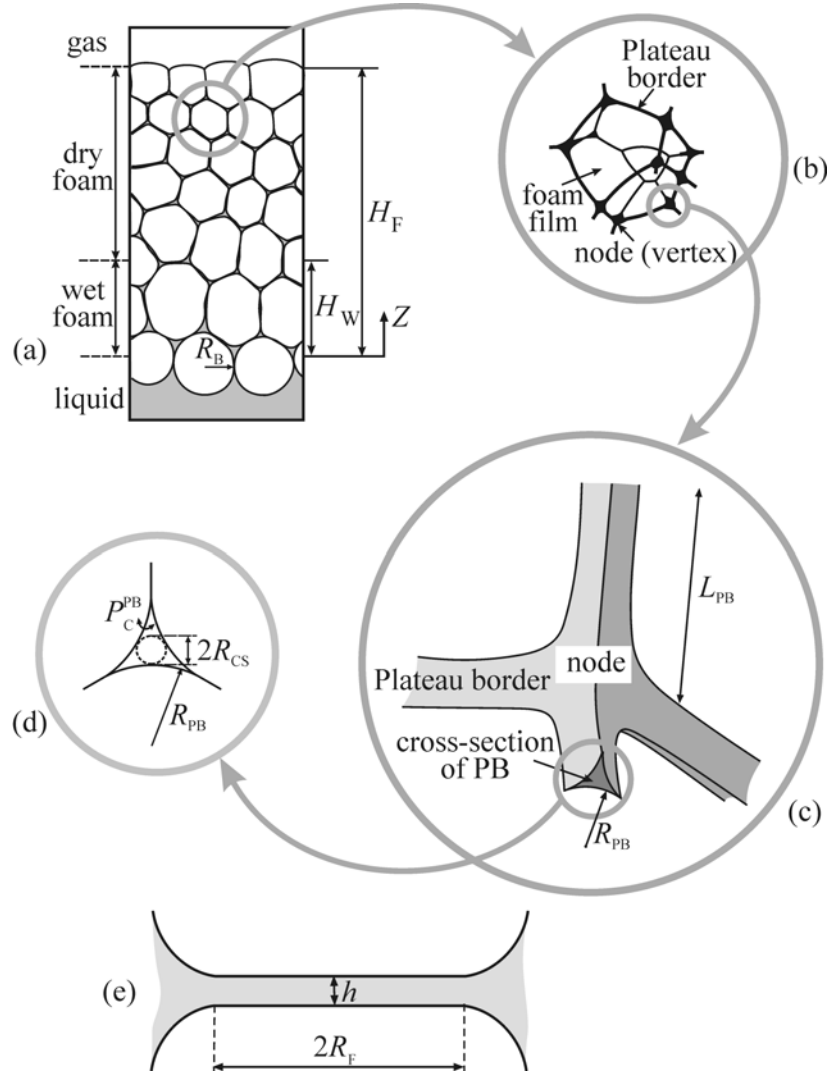 gas
dry
foam
wet
foam
(a)
liquid
R_B
H_F
H_W
Z
Plateau
border
foam
film
node (vertex)
(b)
L_PB
node
Plateau border
cross-section
of PB
R_PB
(c)
P_C^PB
2R_CS
R_PB
(d)
(e)
h
2R_F